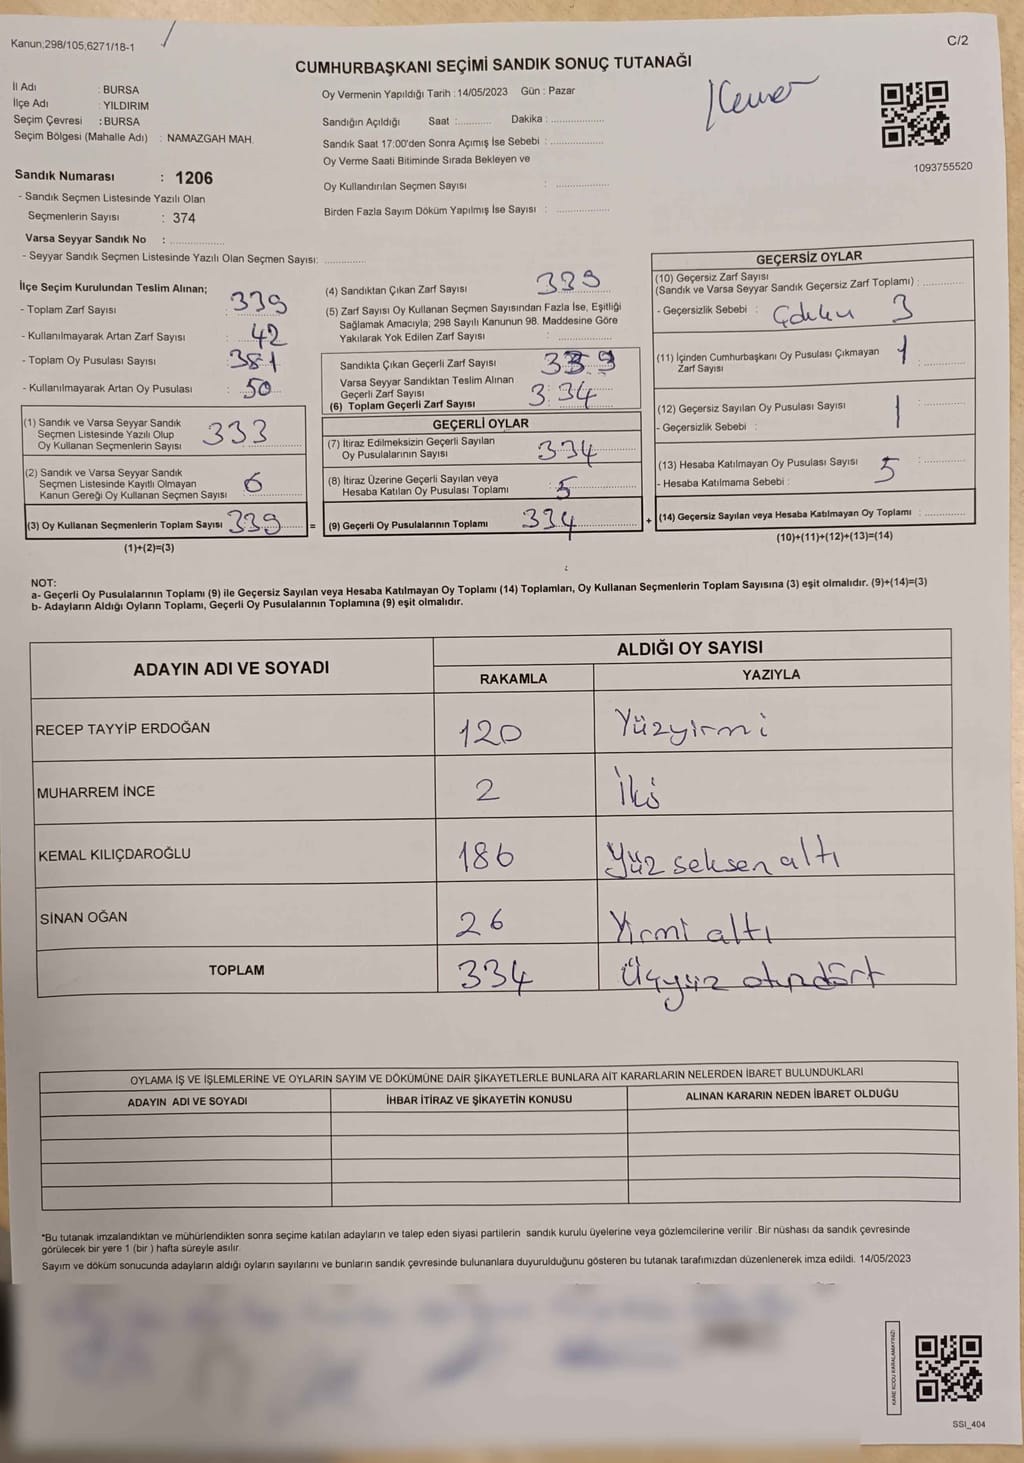 Kanun;298/105;6271/18-1
C/2
CUMHURBAŞKANI SEÇİMİ SANDIK SONUÇ TUTANAĞI
İl Adı : BURSA
İlçe Adı : YILDIRIM
Seçim Çevresi : BURSA
Seçim Bölgesi (Mahalle Adı) : NAMAZGAH MAH.
Sandık Numarası : 1206
- Sandık Seçmen Listesinde Yazılı Olan
Seçmenlerin Sayısı : 374
Varsa Seyyar Sandık No : ..................
- Seyyar Sandık Seçmen Listesinde Yazılı Olan Seçmen Sayısı: ..............
Oy Vermenin Yapıldığı Tarih : 14/05/2023 Gün : Pazar
Sandığın Açıldığı Saat :............ Dakika : ..................
Sandık Saat 17:00'den Sonra Açımış İse Sebebi : ..................
Oy Verme Saati Bitiminde Sırada Bekleyen ve
Oy Kullandırılan Seçmen Sayısı : ..................
Birden Fazla Sayım Döküm Yapılmış İse Sayısı : ..................
1093755520
İlçe Seçim Kurulundan Teslim Alınan;
- Toplam Zarf Sayısı : 339
- Kullanılmayarak Artan Zarf Sayısı : 42
- Toplam Oy Pusulası Sayısı : 381
- Kullanılmayarak Artan Oy Pusulası : 50
(1) Sandık ve Varsa Seyyar Sandık
Seçmen Listesinde Yazılı Olup
Oy Kullanan Seçmenlerin Sayısı 333
(2) Sandık ve Varsa Seyyar Sandık
Seçmen Listesinde Kayıtlı Olmayan
Kanun Gereği Oy Kullanan Seçmen Sayısı 6
(3) Oy Kullanan Seçmenlerin Toplam Sayısı 339
=
(1)+(2)=(3)
(4) Sandıktan Çıkan Zarf Sayısı 339
(5) Zarf Sayısı Oy Kullanan Seçmen Sayısından Fazla İse, Eşitliği
Sağlamak Amacıyla; 298 Sayılı Kanunun 98. Maddesine Göre
Yakılarak Yok Edilen Zarf Sayısı : ..................
Sandıkta Çıkan Geçerli Zarf Sayısı 339
Varsa Seyyar Sandıktan Teslim Alınan
Geçerli Zarf Sayısı
(6) Toplam Geçerli Zarf Sayısı 334
GEÇERLİ OYLAR
(7) İtiraz Edilmeksizin Geçerli Sayılan
Oy Pusulalarının Sayısı 334
(8) İtiraz Üzerine Geçerli Sayılan veya
Hesaba Katılan Oy Pusulası Toplamı : 5
(9) Geçerli Oy Pusulalarının Toplamı 334
+
GEÇERSİZ OYLAR
(10) Geçersiz Zarf Sayısı
(Sandık ve Varsa Seyyar Sandık Geçersiz Zarf Toplamı) : ............
- Geçersizlik Sebebi : 3
(11) İçinden Cumhurbaşkanı Oy Pusulası Çıkmayan
Zarf Sayısı 1 : ............
(12) Geçersiz Sayılan Oy Pusulası Sayısı 1 : ............
- Geçersizlik Sebebi :
(13) Hesaba Katılmayan Oy Pusulası Sayısı 5 : ............
- Hesaba Katılmama Sebebi :
(14) Geçersiz Sayılan veya Hesaba Katılmayan Oy Toplamı : ............
(10)+(11)+(12)+(13)=(14)
NOT:
a- Geçerli Oy Pusulalarının Toplamı (9) ile Geçersiz Sayılan veya Hesaba Katılmayan Oy Toplamı (14) Toplamları, Oy Kullanan Seçmenlerin Toplam Sayısına (3) eşit olmalıdır. (9)+(14)=(3)
b- Adayların Aldığı Oyların Toplamı, Geçerli Oy Pusulalarının Toplamına (9) eşit olmalıdır.
ADAYIN ADI VE SOYADI
ALDIĞI OY SAYISI
RAKAMLA YAZIYLA
RECEP TAYYİP ERDOĞAN 120 Yüzyirmi
MUHARREM İNCE 2 İki
KEMAL KILIÇDAROĞLU 186 Yüz seksen altı
SİNAN OĞAN 26 Yirmi altı
TOPLAM 334 Üçyüz otuzdört
OYLAMA İŞ VE İŞLEMLERİNE VE OYLARIN SAYIM VE DÖKÜMÜNE DAİR ŞİKAYETLERLE BUNLARA AİT KARARLARIN NELERDEN İBARET BULUNDUKLARI
ADAYIN ADI VE SOYADI İHBAR İTİRAZ VE ŞİKAYETİN KONUSU ALINAN KARARIN NEDEN İBARET OLDUĞU
*Bu tutanak imzalandıktan ve mühürlendikten sonra seçime katılan adayların ve talep eden siyasi partilerin sandık kurulu üyelerine veya gözlemcilerine verilir .Bir nüshası da sandık çevresinde
görülecek bir yere 1 (bir ) hafta süreyle asılır.
Sayım ve döküm sonucunda adayların aldığı oyların sayılarını ve bunların sandık çevresinde bulunanlara duyurulduğunu gösteren bu tutanak tarafımızdan düzenlenerek imza edildi. 14/05/2023
KARE KODU KARALAMAYINIZ!
SSI_404